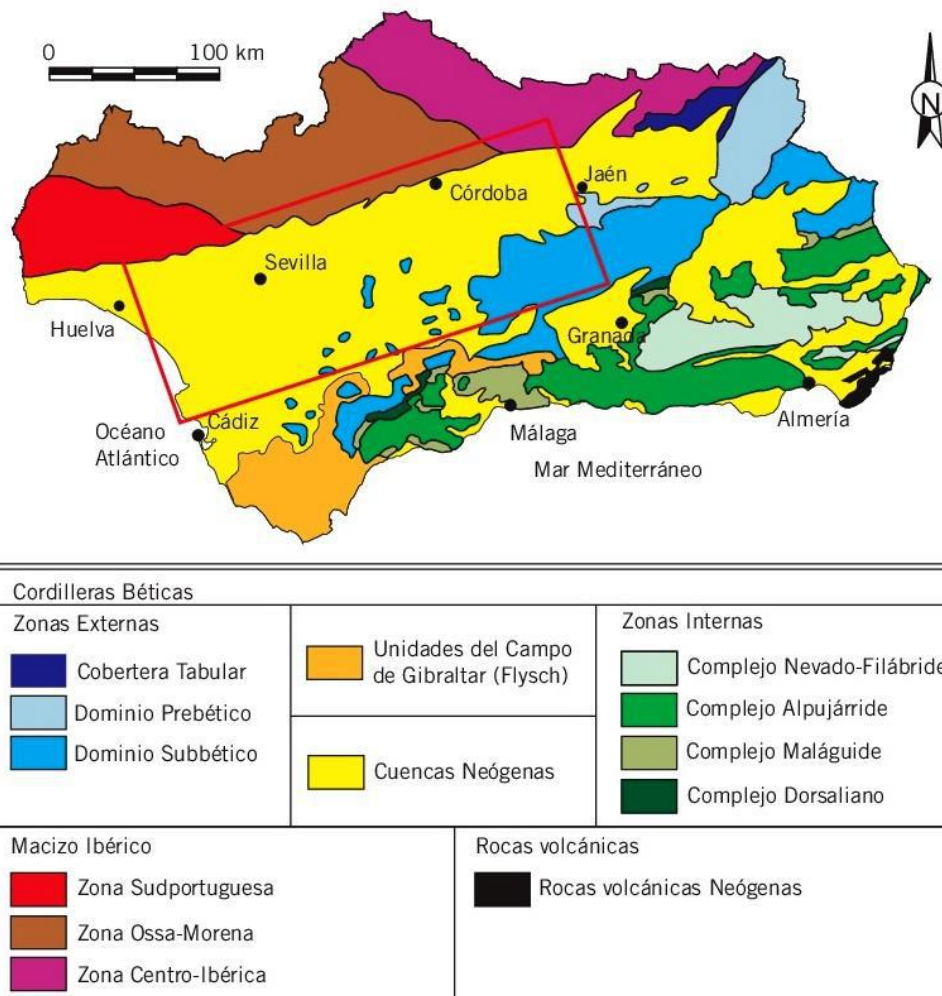 0 100 km
N
Jaén
Córdoba
Sevilla
Huelva
Granada
Cádiz
Almería
Océano
Atlántico
Málaga
Mar Mediterráneo
Cordilleras Béticas
Zonas Externas
Cobertera Tabular
Dominio Prebético
Dominio Subbético
Unidades del Campo
de Gibraltar (Flysch)
Cuencas Neógenas
Zonas Internas
Complejo Nevado-Filábride
Complejo Alpujárride
Complejo Maláguide
Complejo Dorsaliano
Macizo Ibérico
Zona Sudportuguesa
Zona Ossa-Morena
Zona Centro-Ibérica
Rocas volcánicas
Rocas volcánicas Neógenas